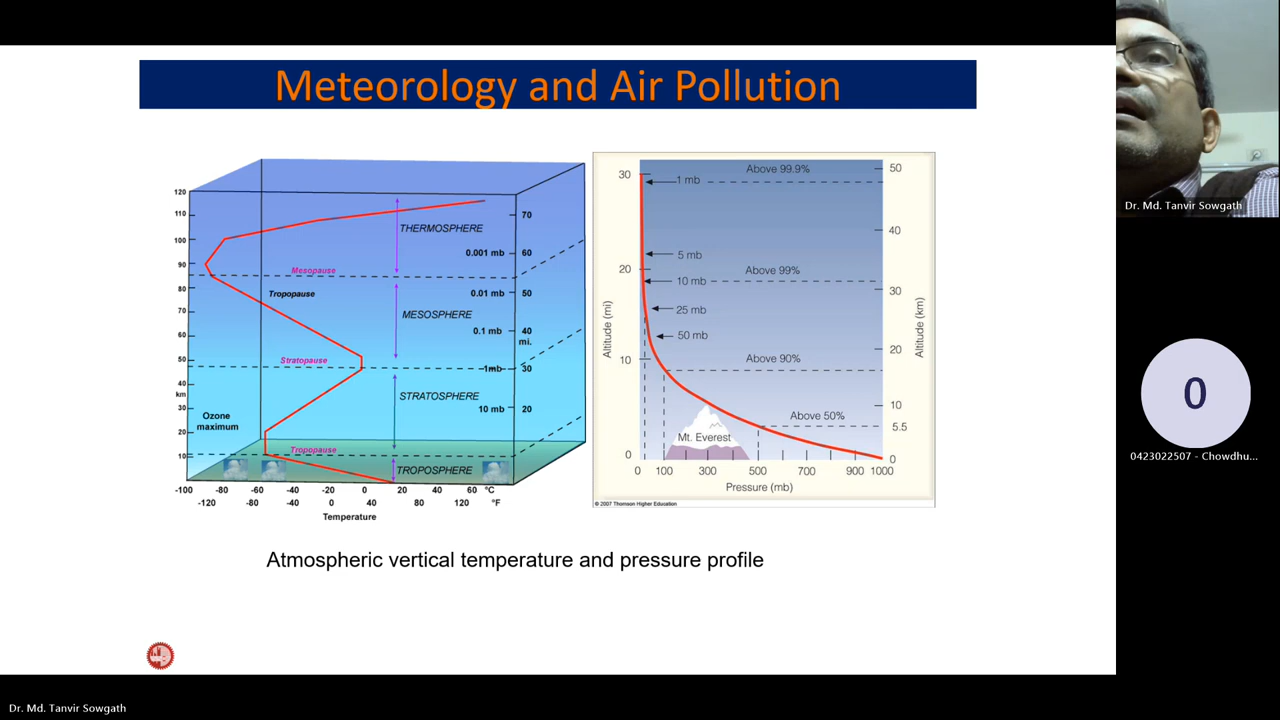 Meteorology and Air Pollution
120
110
100
90
80
70
60
50
40
km
30
20
10
THERMOSPHERE
Mesopause
Tropopause
MESOSPHERE
Stratopause
STRATOSPHERE
Ozone
maximum
Tropopause
TROPOSPHERE
70
0.001 mb 60
0.01 mb 50
0.1 mb 40
mi.
1mb 30
10 mb 20
-100 -80 -60 -20 0 20 40 60 °C
-120 -80 -40 0 40 80 120 °F
Temperature
30
20
10
0
Altitude (mi)
Above 99.9%
1 mb
5 mb
Above 99%
10 mb
25 mb
50 mb
Above 90%
Above 50%
Mt. Everest
50
40
30
20
10
5.5
0
Altitude (km)
0 100 300 500 700 900 1000
Pressure (mb)
© 2007 Thomson Higher Education
Atmospheric vertical temperature and pressure profile
Dr. Md. Tanvir Sowgath
0
0423022507 - Chowdhu...
Dr. Md. Tanvir Sowgath